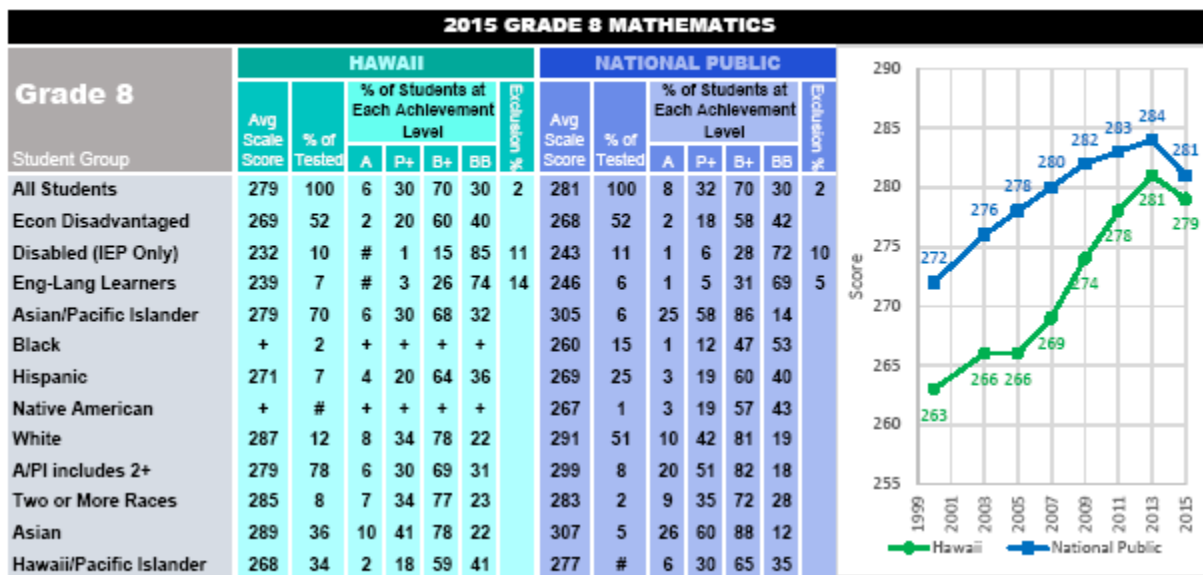 2015 GRADE 8 MATHEMATICS
HAWAII NATIONAL PUBLIC
Grade 8
Student Group
Avg Scale Score % of Tested % of Students at Each Achievement Level Exclusion % Avg Scale Score % of Tested % of Students at Each Achievement Level Exclusion %
A P+ B+ BB A P+ B+ BB
All Students 279 100 6 30 70 30 2 281 100 8 32 70 30 2
Econ Disadvantaged 269 52 2 20 60 40 268 52 2 18 58 42
Disabled (IEP Only) 232 10 # 1 15 85 11 243 11 1 6 28 72 10
Eng-Lang Learners 239 7 # 3 26 74 14 246 6 1 5 31 69 5
Asian/Pacific Islander 279 70 6 30 68 32 305 6 25 58 86 14
Black + 2 + + + + 260 15 1 12 47 53
Hispanic 271 7 4 20 64 36 269 25 3 19 60 40
Native American + # + + + + 267 1 3 19 57 43
White 287 12 8 34 78 22 291 51 10 42 81 19
A/PI includes 2+ 279 78 6 30 69 31 299 8 20 51 82 18
Two or More Races 285 8 7 34 77 23 283 2 9 35 72 28
Asian 289 36 10 41 78 22 307 5 26 60 88 12
Hawaii/Pacific Islander 268 34 2 18 59 41 277 # 6 30 65 35
290
285
280
275
270
265
260
255
Score
272 276 278 280 282 283 284 281
263 266 266 269 274 278 281 279
1999 2001 2003 2005 2007 2009 2011 2013 2015
Hawaii National Public